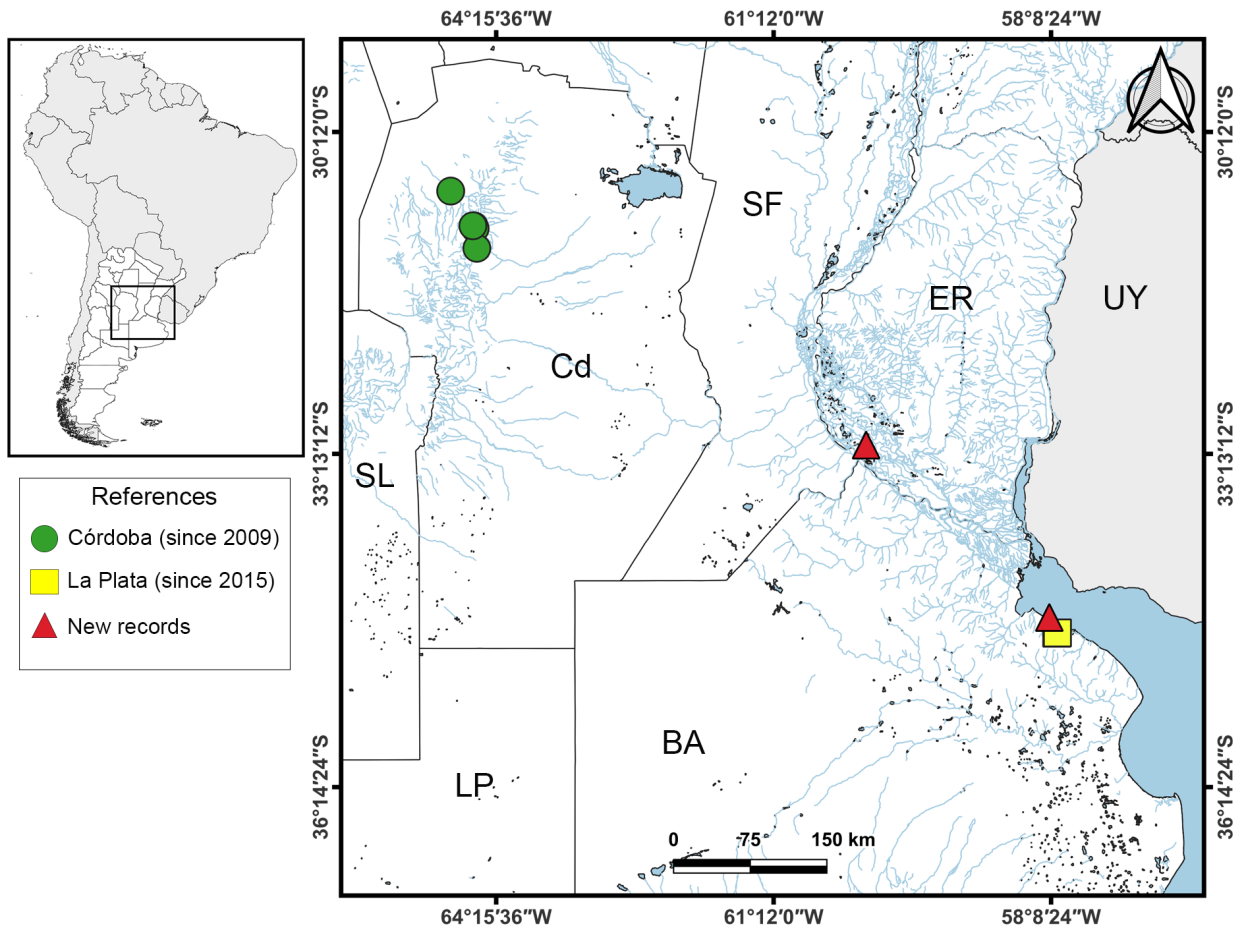 64°15′36″W 61°12′0″W 58°8′24″W
30°12′0″S 30°12′0″S
SF
ER
UY
Cd
33°13′12″S 33°13′12″S
SL
References
Córdoba (since 2009)
La Plata (since 2015)
New records
BA
LP
36°14′24″S 36°14′24″S
0 75 150 km
64°15′36″W 61°12′0″W 58°8′24″W